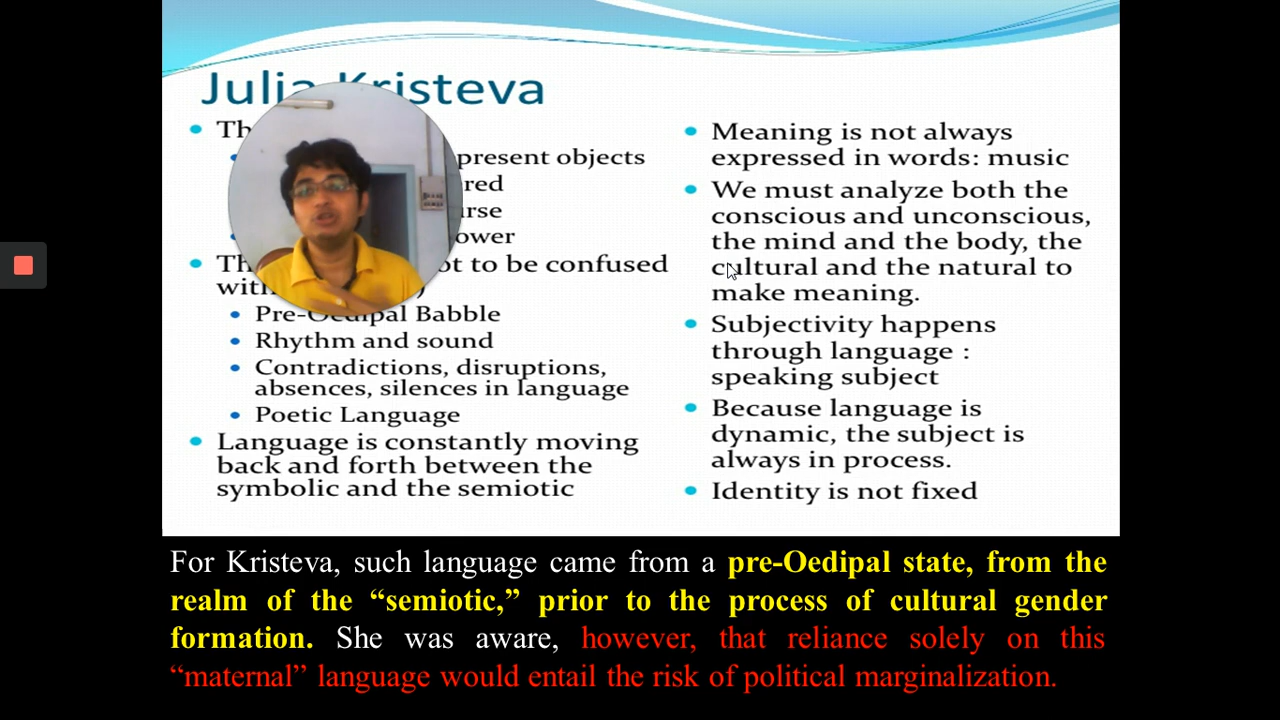 Julia Kristeva
Th
present objects
red
urse
ower
Th ot to be confused
with )
Pre-Oedipal Babble
Rhythm and sound
Contradictions, disruptions,
absences, silences in language
Poetic Language
Language is constantly moving
back and forth between the
symbolic and the semiotic
Meaning is not always
expressed in words: music
We must analyze both the
conscious and unconscious,
the mind and the body, the
cultural and the natural to
make meaning.
Subjectivity happens
through language :
speaking subject
Because language is
dynamic, the subject is
always in process.
Identity is not fixed
For Kristeva, such language came from a pre-Oedipal state, from the
realm of the “semiotic,” prior to the process of cultural gender
formation. She was aware, however, that reliance solely on this
“maternal” language would entail the risk of political marginalization.